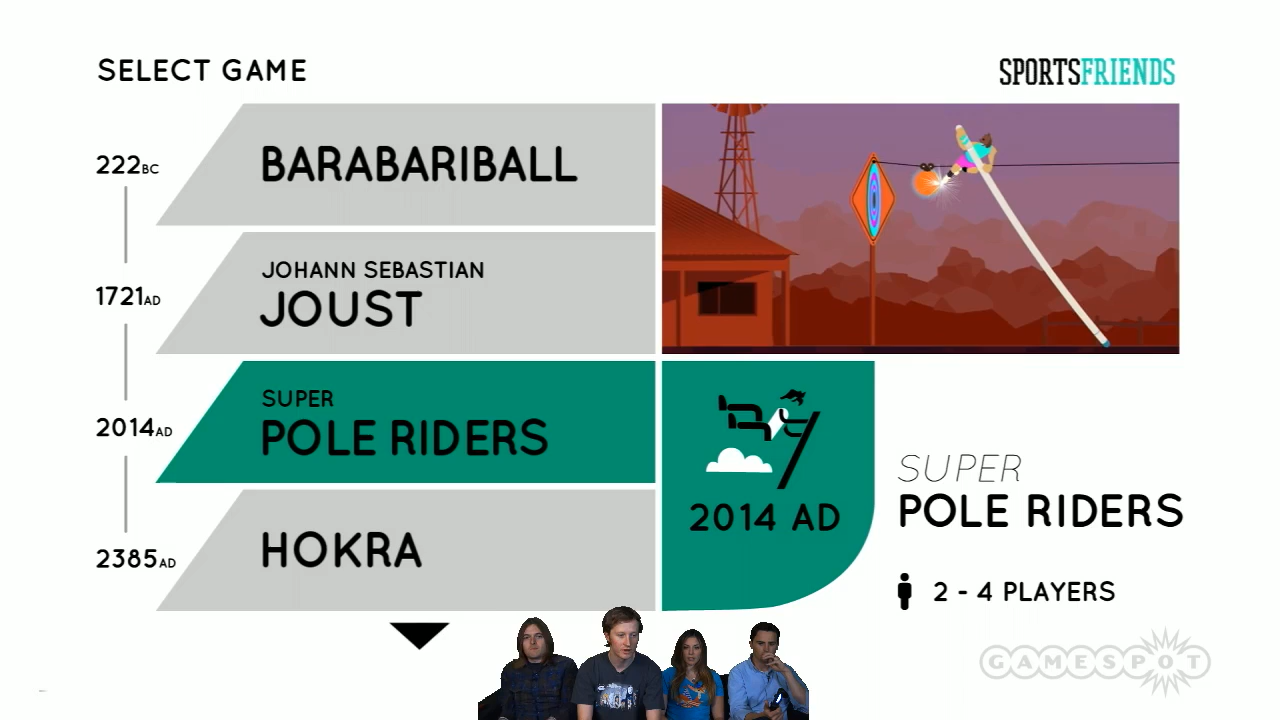 SELECT GAME
SPORTSFRIENDS
222BC
BARABARIBALL
1721AD
JOHANN SEBASTIAN
JOUST
2014AD
SUPER
POLE RIDERS
2385AD
HOKRA
2014 AD
SUPER
POLE RIDERS
2 - 4 PLAYERS
GAMESPOT